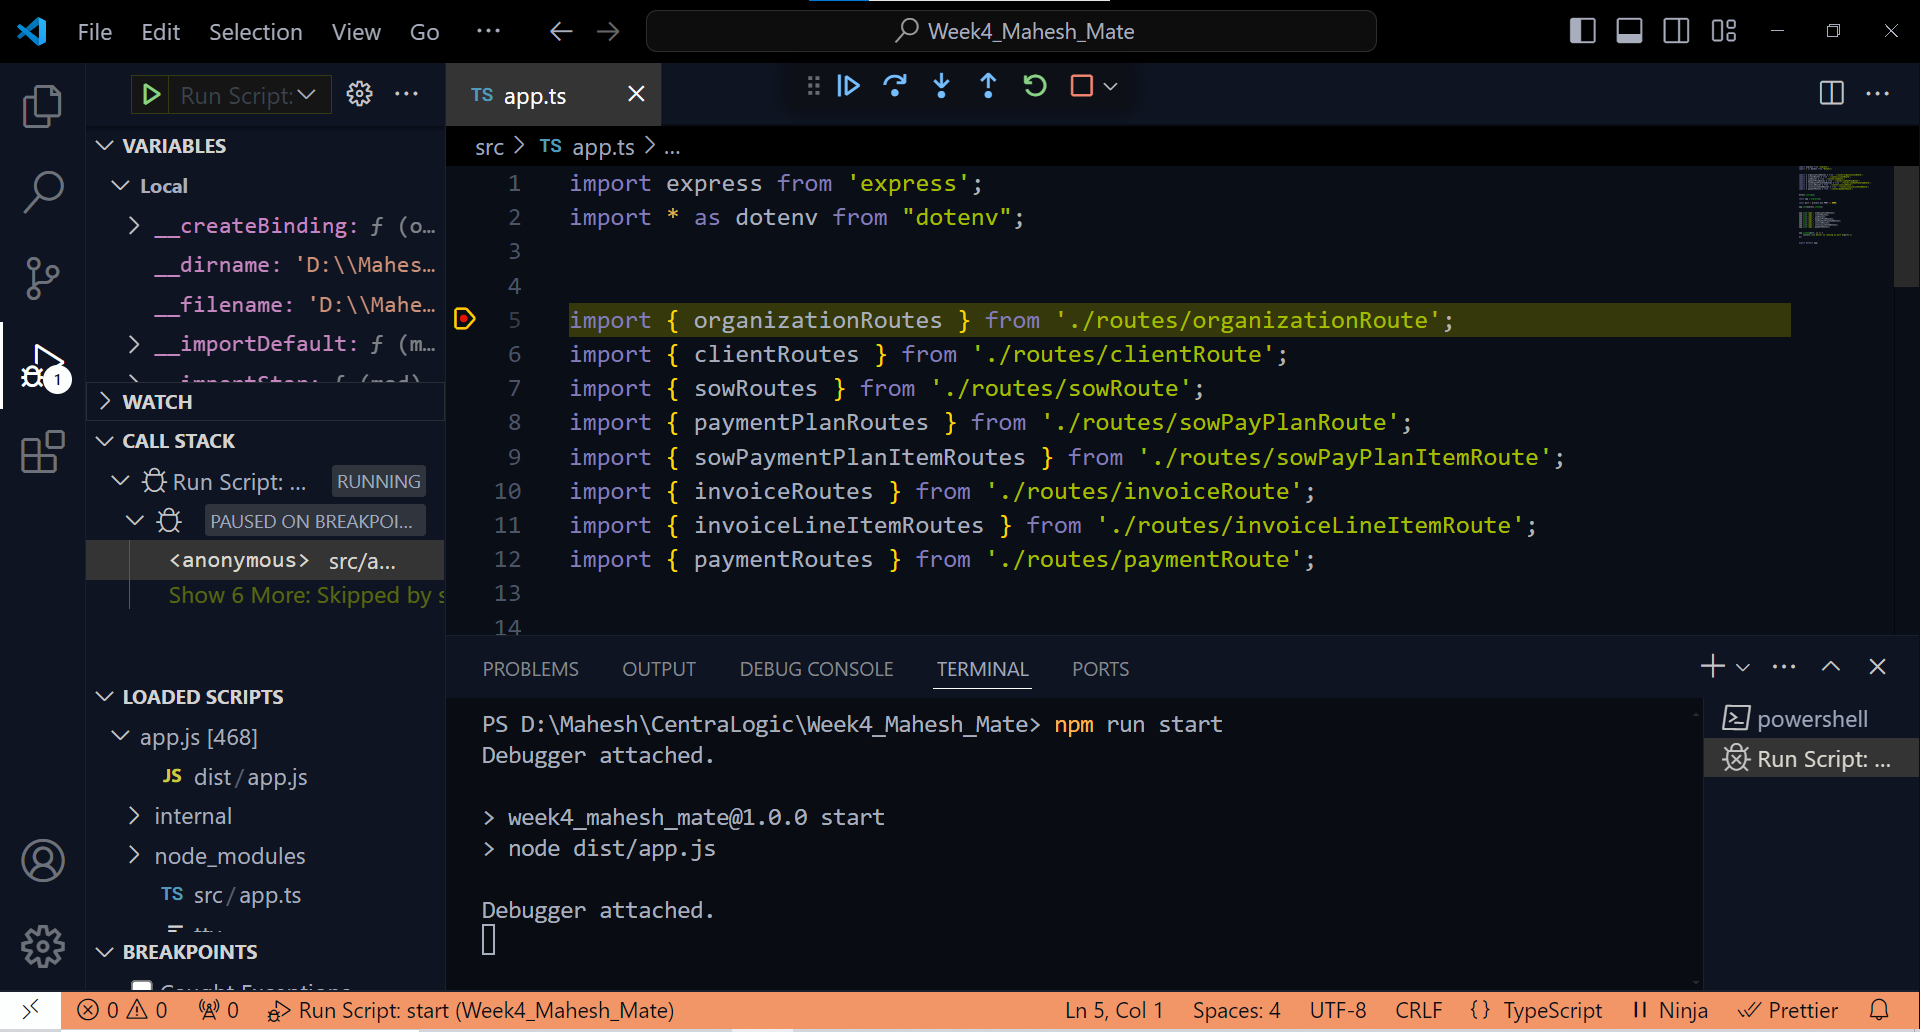 File Edit Selection View Go ··· Week4_Mahesh_Mate
Run Script: ···
TS app.ts
VARIABLES
Local
__createBinding: ƒ (o...
__dirname: 'D:\\Mahes...
__filename: 'D:\\Mahe...
__importDefault: ƒ (m...
WATCH
CALL STACK
Run Script: ... RUNNING
PAUSED ON BREAKPOI...
<anonymous> src/a...
Show 6 More: Skipped by s
LOADED SCRIPTS
app.js [468]
JS dist/app.js
internal
node_modules
TS src/app.ts
BREAKPOINTS
src > TS app.ts > ...
1 import express from 'express';
2 import * as dotenv from "dotenv";
3
4
5 import { organizationRoutes } from './routes/organizationRoute';
6 import { clientRoutes } from './routes/clientRoute';
7 import { sowRoutes } from './routes/sowRoute';
8 import { paymentPlanRoutes } from './routes/sowPayPlanRoute';
9 import { sowPaymentPlanItemRoutes } from './routes/sowPayPlanItemRoute';
10 import { invoiceRoutes } from './routes/invoiceRoute';
11 import { invoiceLineItemRoutes } from './routes/invoiceLineItemRoute';
12 import { paymentRoutes } from './routes/paymentRoute';
13
14
PROBLEMS OUTPUT DEBUG CONSOLE TERMINAL PORTS
PS D:\Mahesh\CentraLogic\Week4_Mahesh_Mate> npm run start
Debugger attached.
> week4_mahesh_mate@1.0.0 start
> node dist/app.js
Debugger attached.
powershell
Run Script: ...
0 0 0 Run Script: start (Week4_Mahesh_Mate) Ln 5, Col 1 Spaces: 4 UTF-8 CRLF {} TypeScript Ninja Prettier